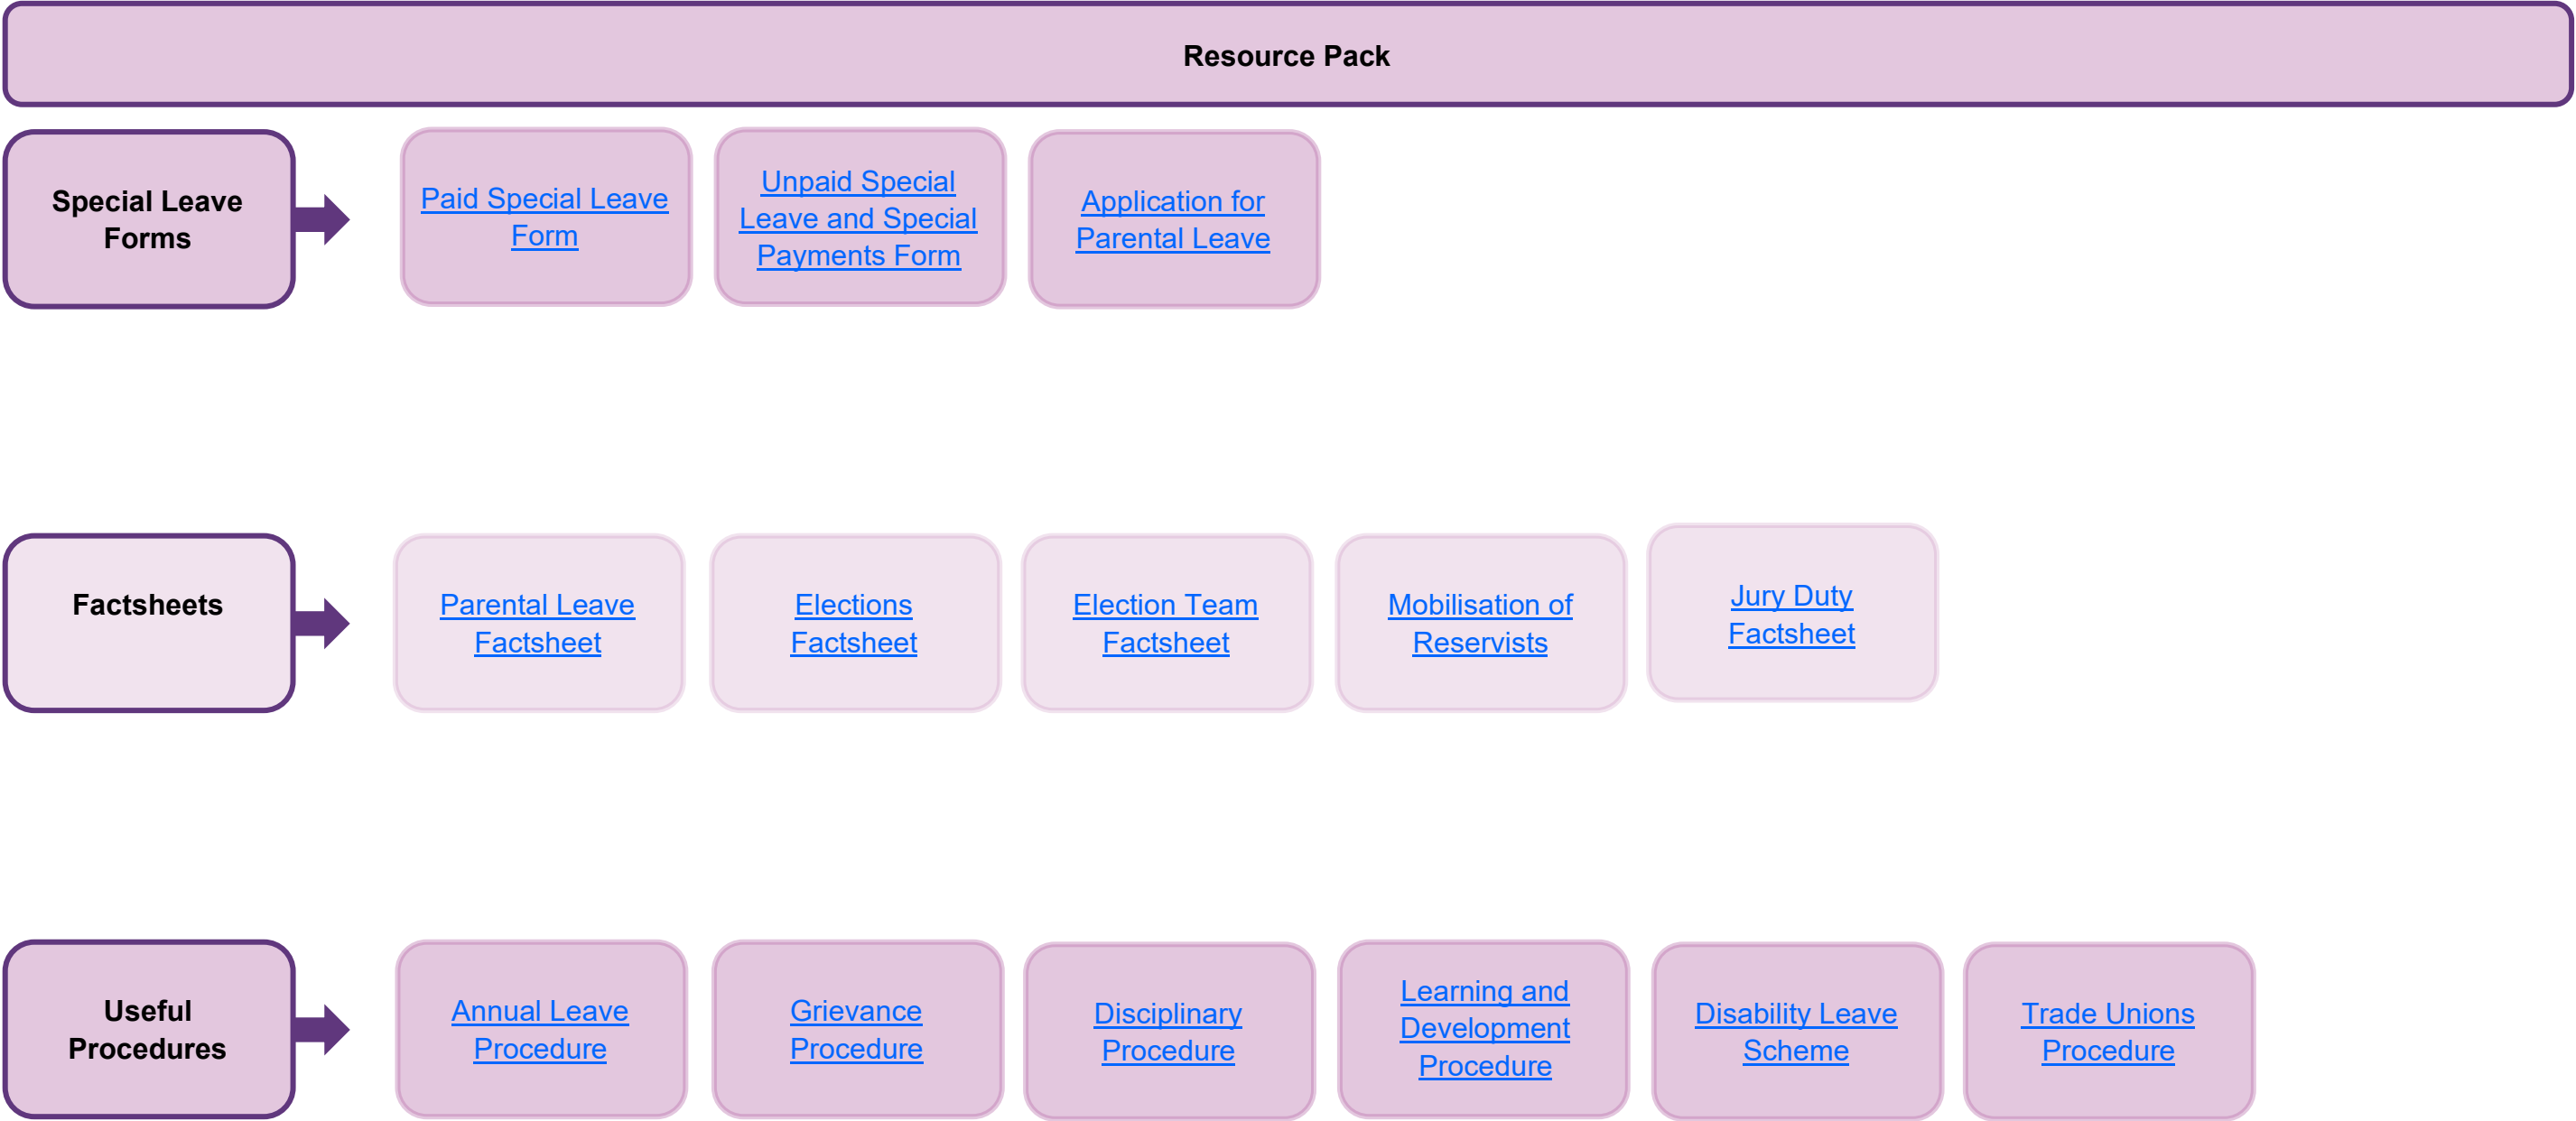 Resource Pack
Special Leave
Forms
Paid Special Leave
Form
Unpaid Special
Leave and Special
Payments Form
Application for
Parental Leave
Factsheets
Parental Leave
Factsheet
Elections
Factsheet
Election Team
Factsheet
Mobilisation of
Reservists
Jury Duty
Factsheet
Useful
Procedures
Annual Leave
Procedure
Grievance
Procedure
Disciplinary
Procedure
Learning and
Development
Procedure
Disability Leave
Scheme
Trade Unions
Procedure